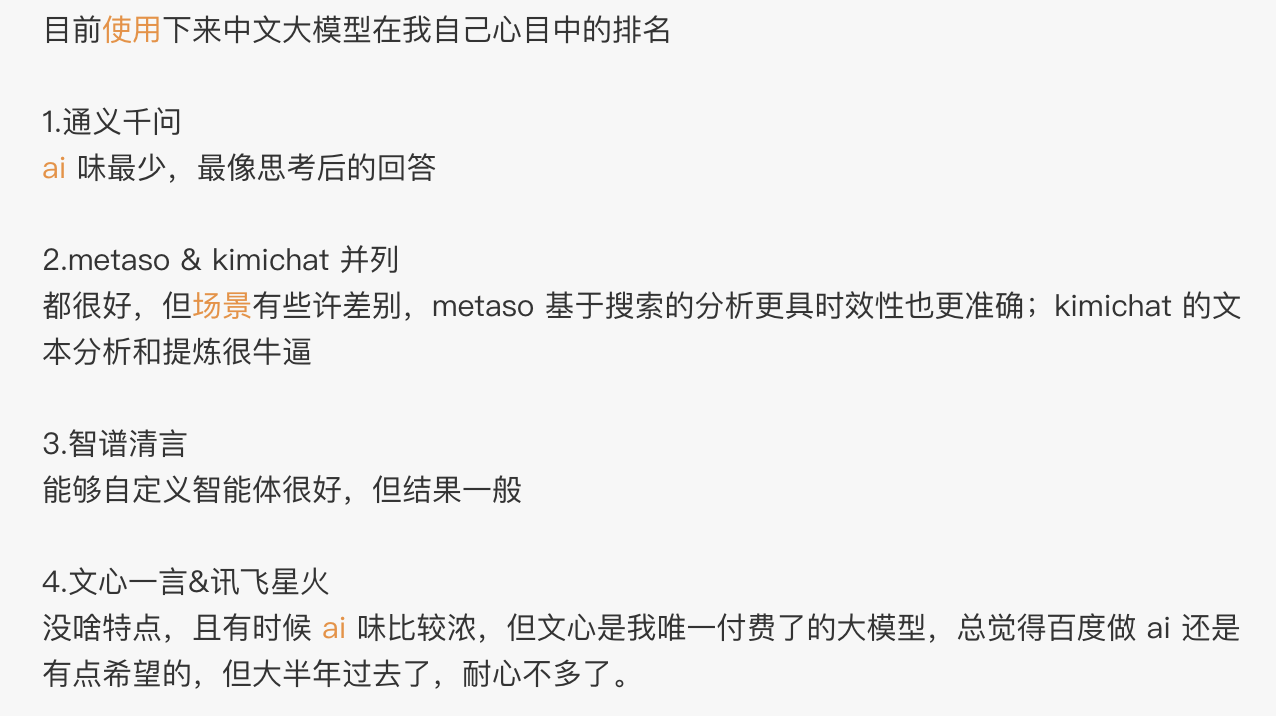 目前使用下来中文大模型在我自己心目中的排名
1.通义千问
ai 味最少，最像思考后的回答
2.metaso & kimichat 并列
都很好，但场景有些许差别，metaso 基于搜索的分析更具时效性也更准确；kimichat 的文
本分析和提炼很牛逼
3.智谱清言
能够自定义智能体很好，但结果一般
4.文心一言&讯飞星火
没啥特点，且有时候 ai 味比较浓，但文心是我唯一付费了的大模型，总觉得百度做 ai 还是
有点希望的，但大半年过去了，耐心不多了。